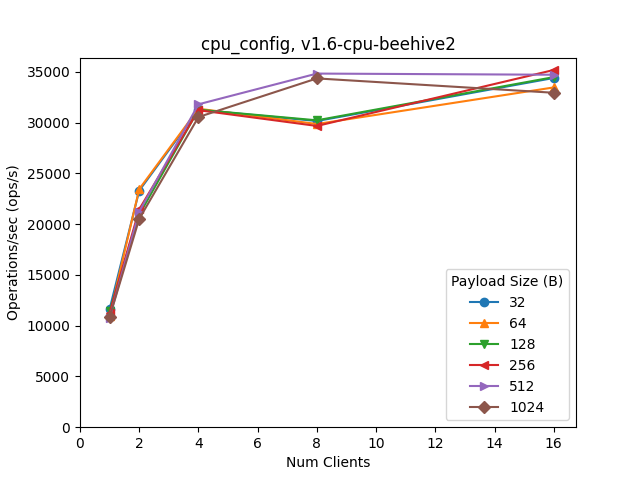 cpu_config, v1.6-cpu-beehive2
35000
30000
25000
20000
15000
10000
5000
0
Operations/sec (ops/s)
0 2 4 6 8 10 12 14 16
Num Clients
Payload Size (B)
32
64
128
256
512
1024